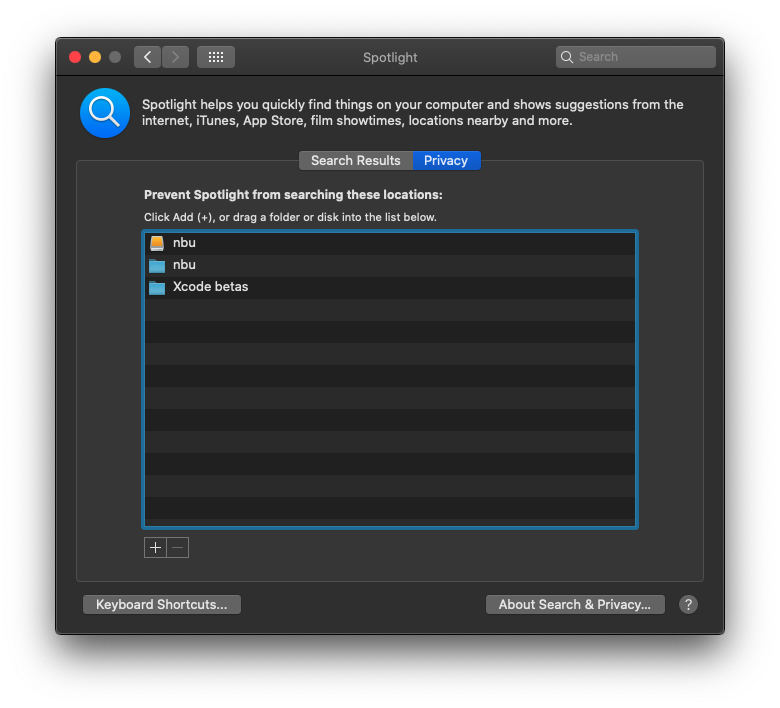 Spotlight
Search
Spotlight helps you quickly find things on your computer and shows suggestions from the
internet, iTunes, App Store, film showtimes, locations nearby and more.
Search Results
Privacy
Prevent Spotlight from searching these locations:
Click Add (+), or drag a folder or disk into the list below.
nbu
nbu
Xcode betas
Keyboard Shortcuts...
About Search & Privacy...
?